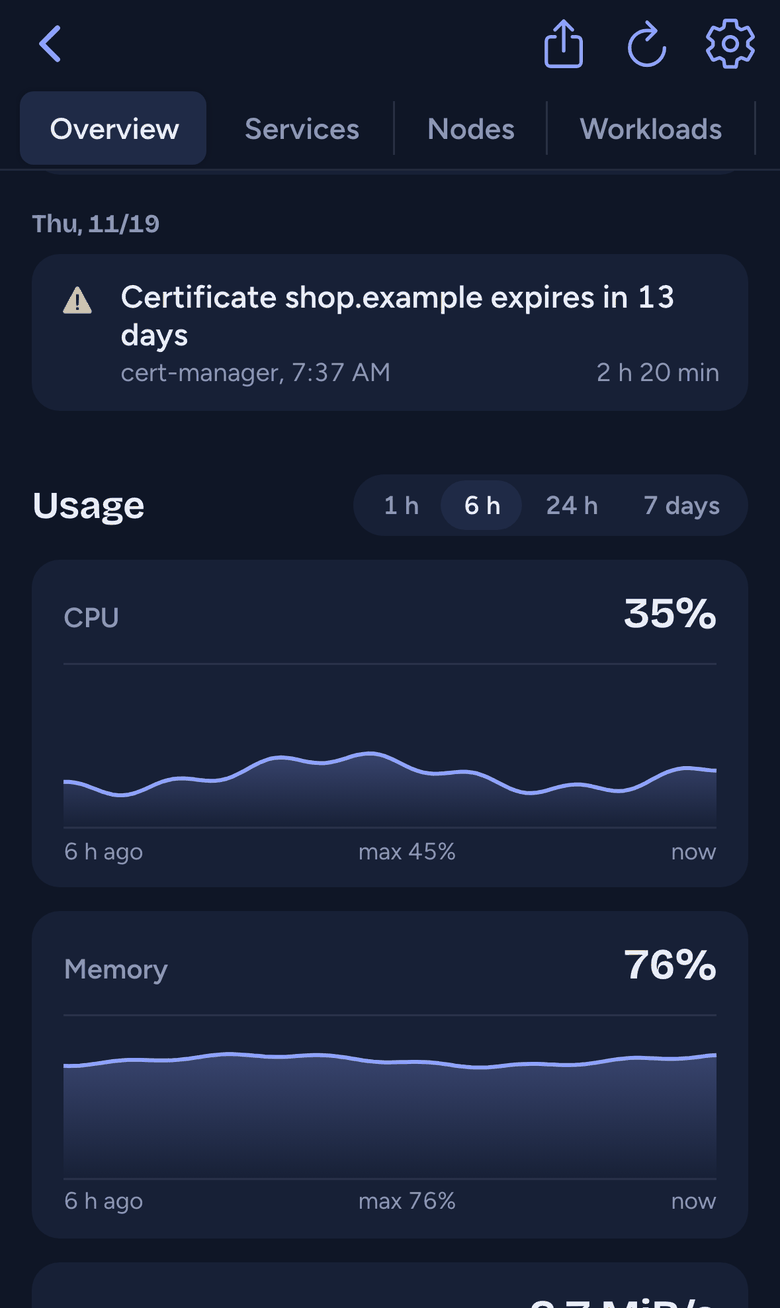 Overview
Services
Nodes
Workloads
Thu, 11/19
Certificate shop.example expires in 13
days
cert-manager, 7:37 AM
2 h 20 min
Usage
1 h
6 h
24 h
7 days
CPU
35%
6 h ago
max 45%
now
Memory
76%
6 h ago
max 76%
now